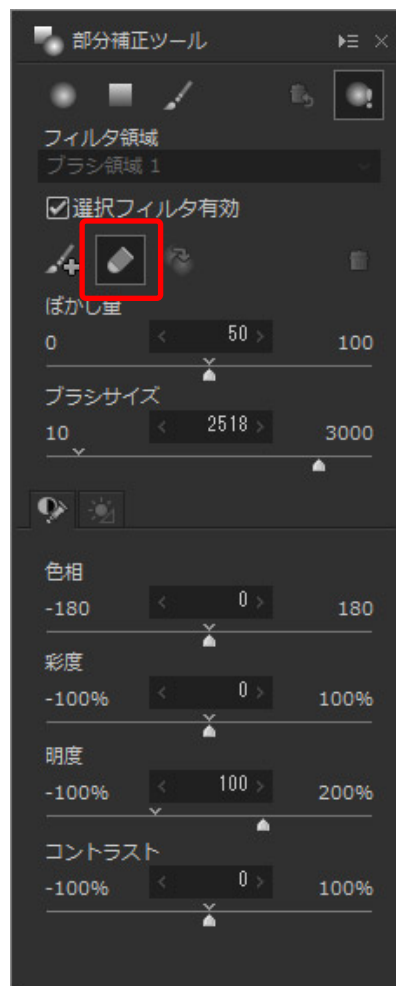 部分補正ツール
フィルタ領域
ブラシ領域 1
選択フィルタ有効
ぼかし量
0 50 100
ブラシサイズ
10 2518 3000
色相
-180 0 180
彩度
-100% 0 100%
明度
-100% 100 200%
コントラスト
-100% 0 100%